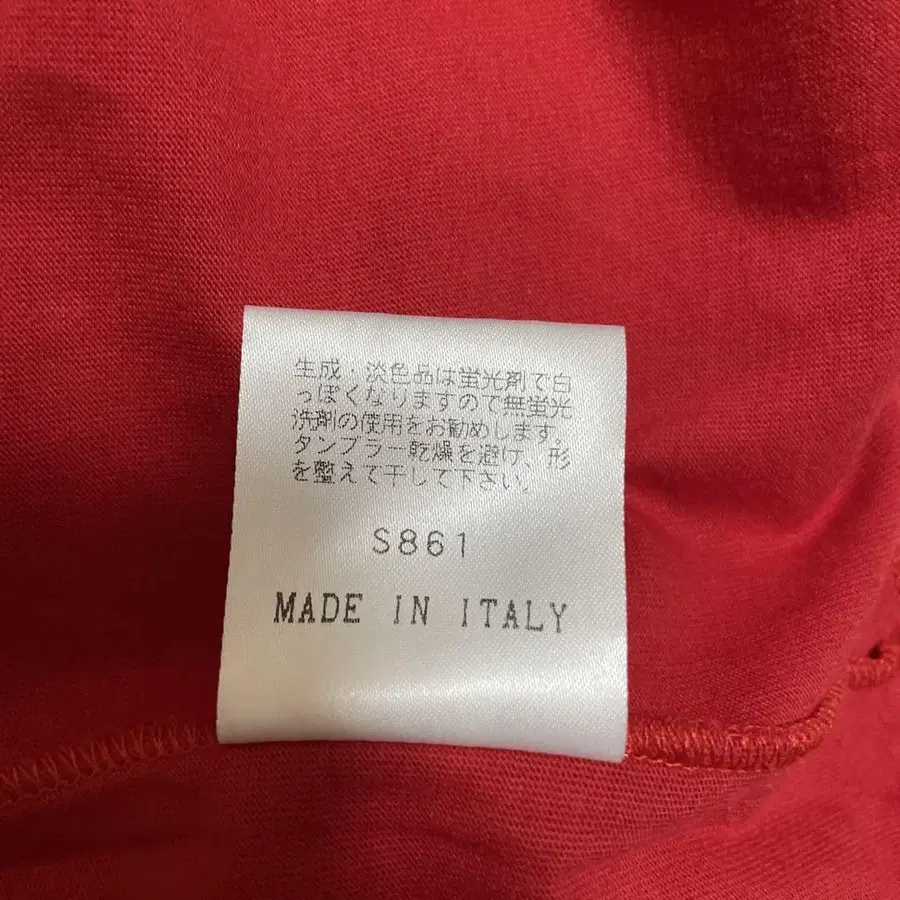 生成・淡色品は蛍光剤で白
っぽくなりますので無蛍光
洗剤の使用をお勧めします。
タンブラー乾燥を避け、形
を整えて干して下さい。
S861
MADE IN ITALY